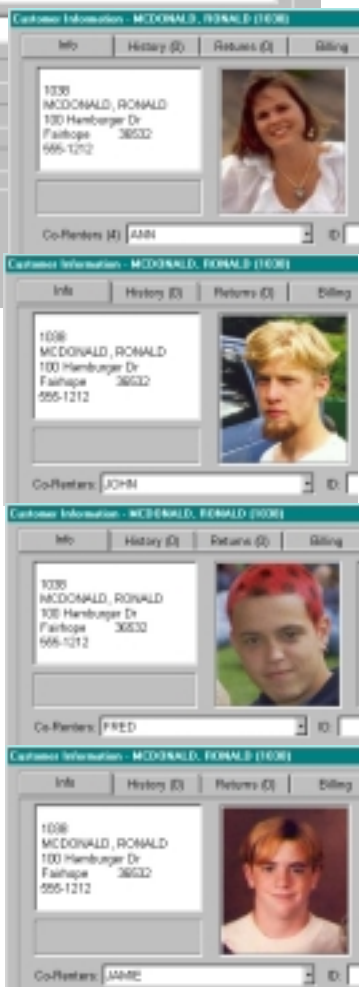 Customer Information - MCDONALD, RONALD (1038)
Info History (0) Returns (0) Billing
1038
MCDONALD, RONALD
100 Hamburger Dr
Fairhope 36532
555-1212
Co-Renters (4) ANN ID:
Customer Information - MCDONALD, RONALD (1038)
Info History (0) Returns (0) Billing
1038
MCDONALD, RONALD
100 Hamburger Dr
Fairhope 36532
555-1212
Co-Renters: JOHN ID:
Customer Information - MCDONALD, RONALD (1038)
Info History (0) Returns (0) Billing
1038
MCDONALD, RONALD
100 Hamburger Dr
Fairhope 36532
555-1212
Co-Renters: FRED ID:
Customer Information - MCDONALD, RONALD (1038)
Info History (0) Returns (0) Billing
1038
MCDONALD, RONALD
100 Hamburger Dr
Fairhope 36532
555-1212
Co-Renters: JAMIE ID: